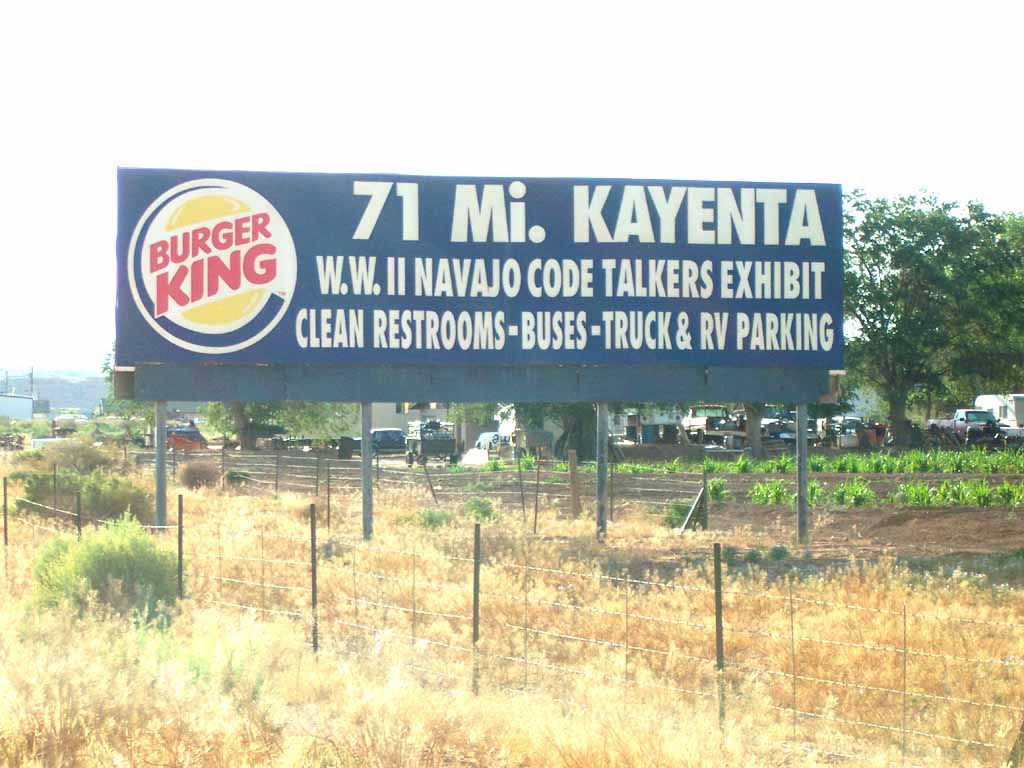 BURGER
KING
71 Mi. KAYENTA
W.W. II NAVAJO CODE TALKERS EXHIBIT
CLEAN RESTROOMS-BUSES-TRUCK & RV PARKING